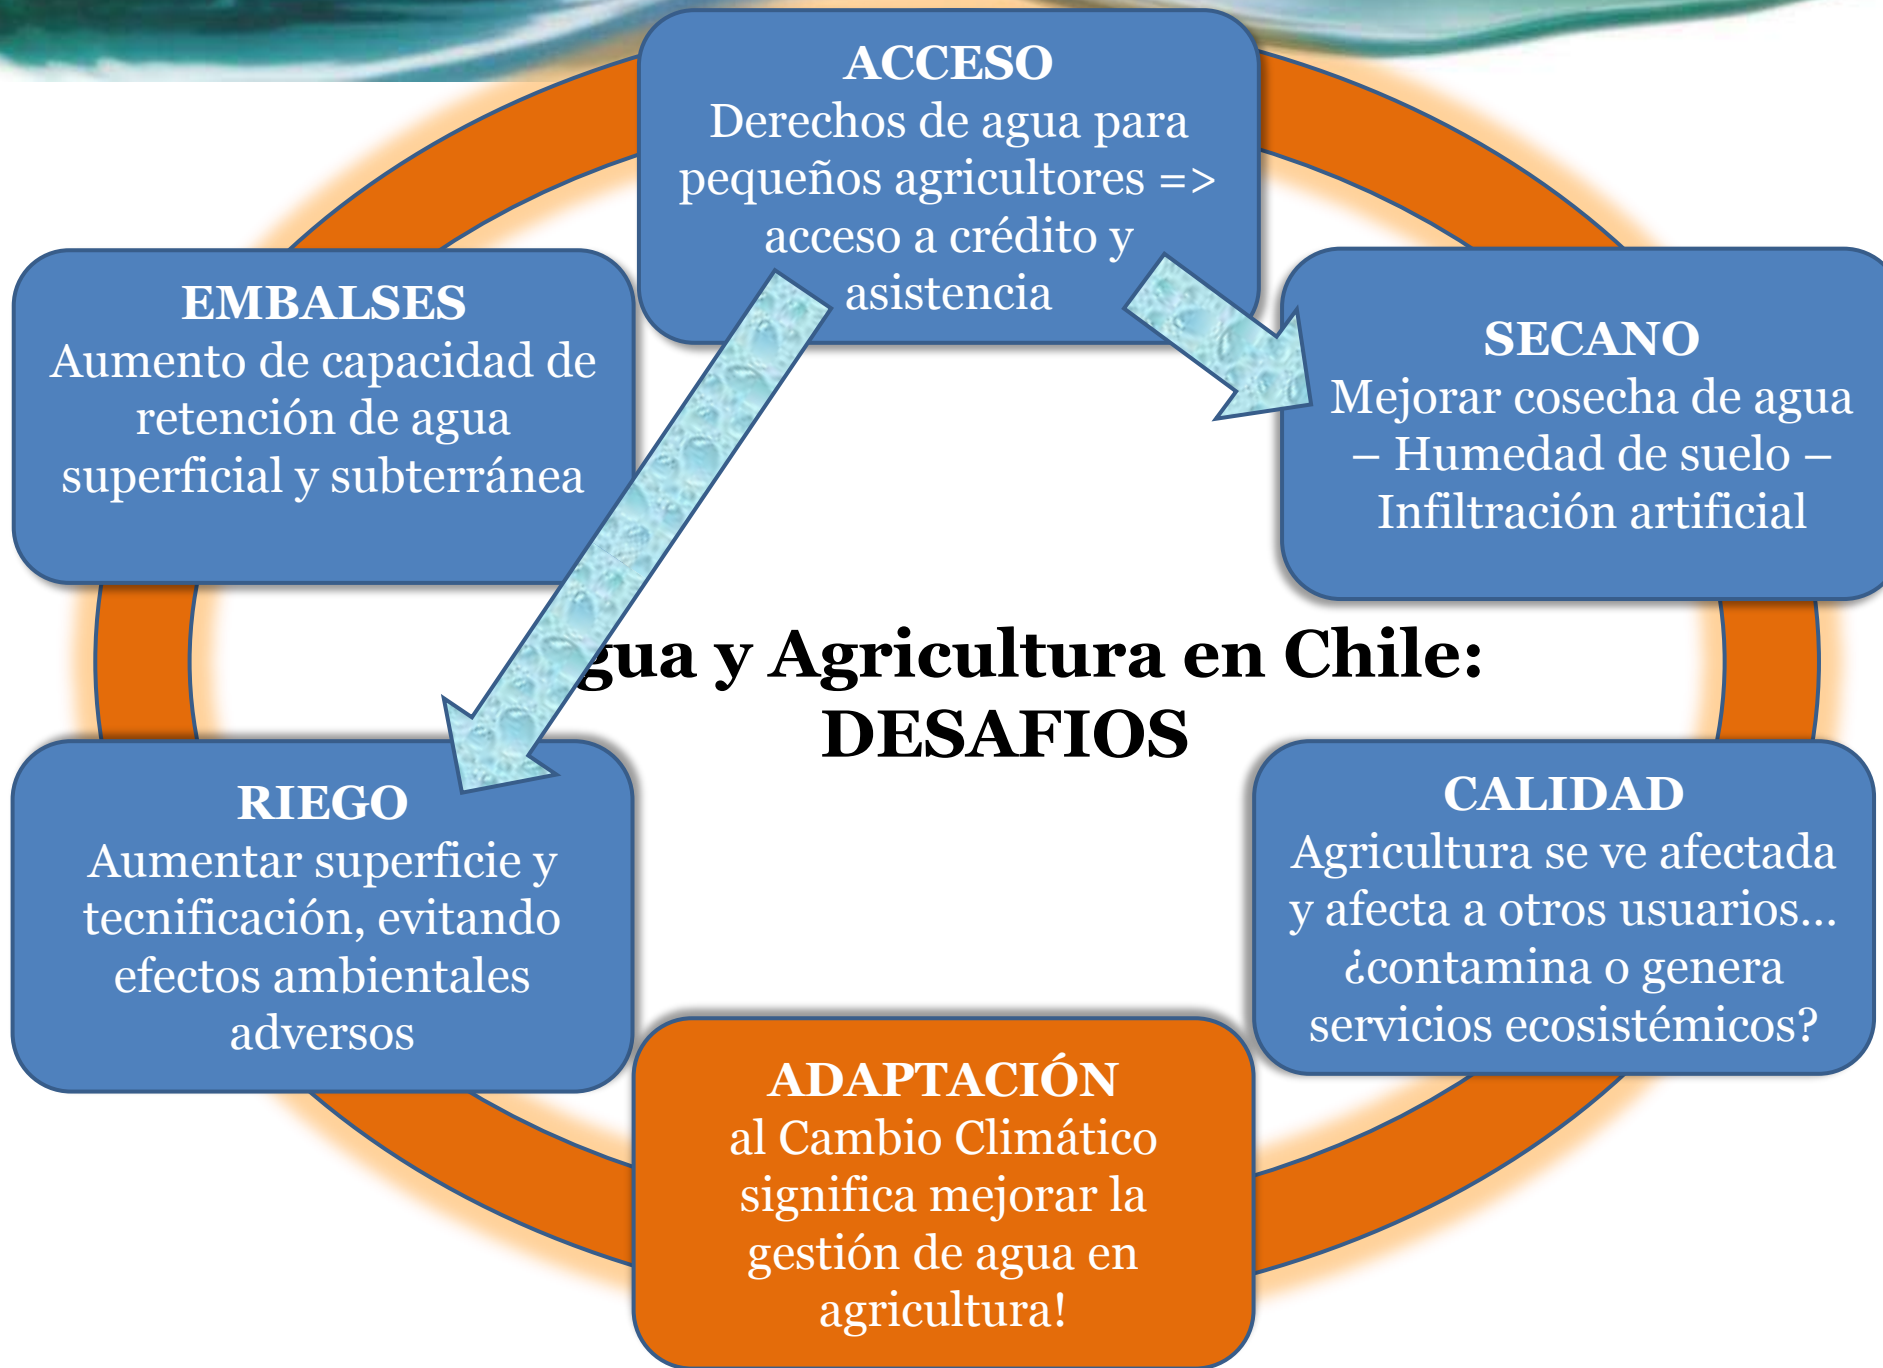 ACCESO
Derechos de agua para
pequeños agricultores =>
acceso a crédito y
asistencia
EMBALSES
Aumento de capacidad de
retención de agua
superficial y subterránea
SECANO
Mejorar cosecha de agua
– Humedad de suelo –
Infiltración artificial
gua y Agricultura en Chile:
DESAFIOS
RIEGO
Aumentar superficie y
tecnificación, evitando
efectos ambientales
adversos
CALIDAD
Agricultura se ve afectada
y afecta a otros usuarios...
¿contamina o genera
servicios ecosistémicos?
ADAPTACIÓN
al Cambio Climático
significa mejorar la
gestión de agua en
agricultura!